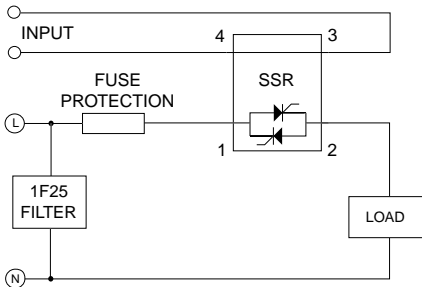 INPUT
4
3
FUSE
PROTECTION
SSR
L
1
2
1F25
FILTER
LOAD
N